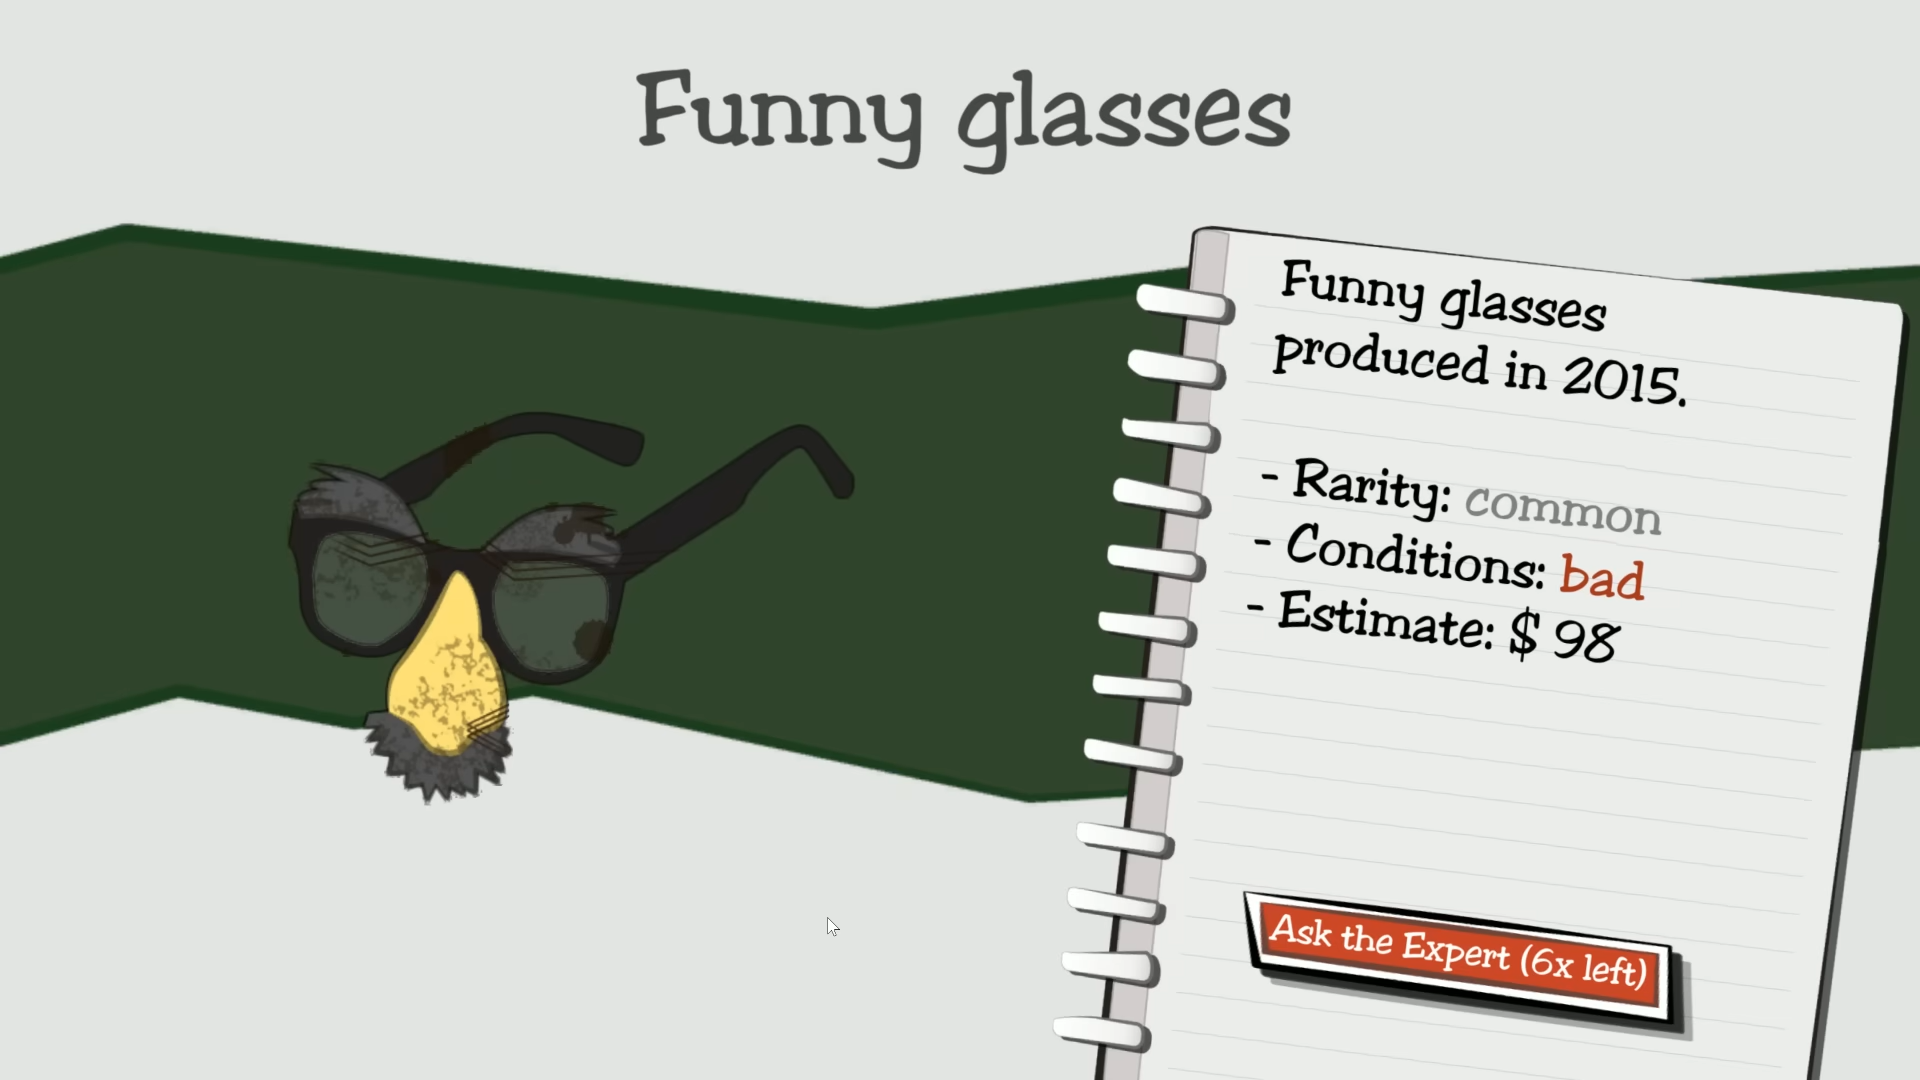 Funny glasses
Funny glasses
produced in 2015.
- Rarity: common
- Conditions: bad
- Estimate: $ 98
Ask the Expert (6x left)